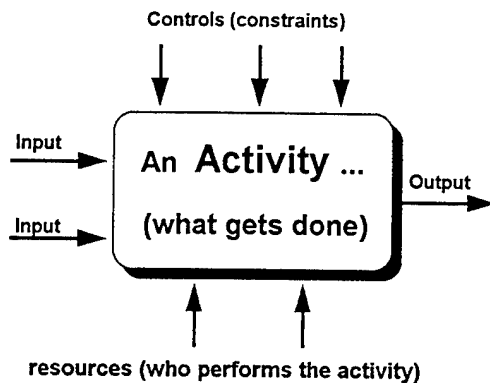 Controls (constraints)
Input
An Activity ...
Output
Input
(what gets done)
resources (who performs the activity)